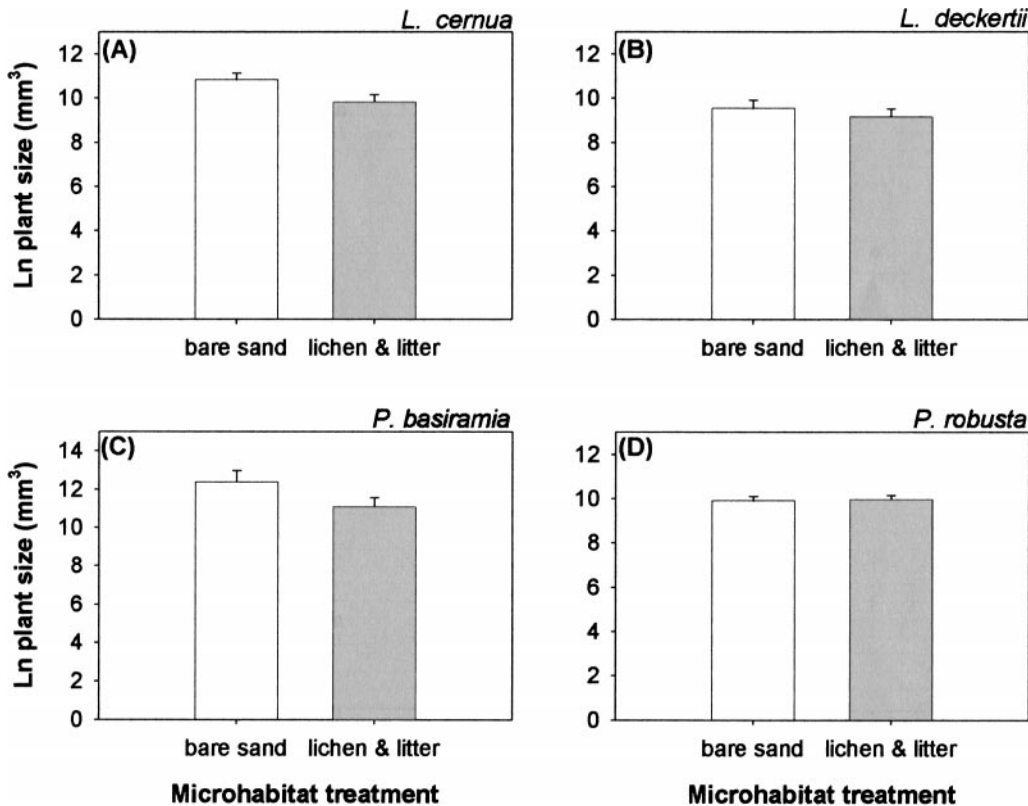 L. cernua
(A)
Ln plant size (mm³)
12
10
8
6
4
2
0
bare sand lichen & litter
L. deckertii
(B)
12
10
8
6
4
2
0
bare sand lichen & litter
P. basiramia
(C)
Ln plant size (mm³)
14
12
10
8
6
4
2
0
bare sand lichen & litter
Microhabitat treatment
P. robusta
(D)
12
10
8
6
4
2
0
bare sand lichen & litter
Microhabitat treatment